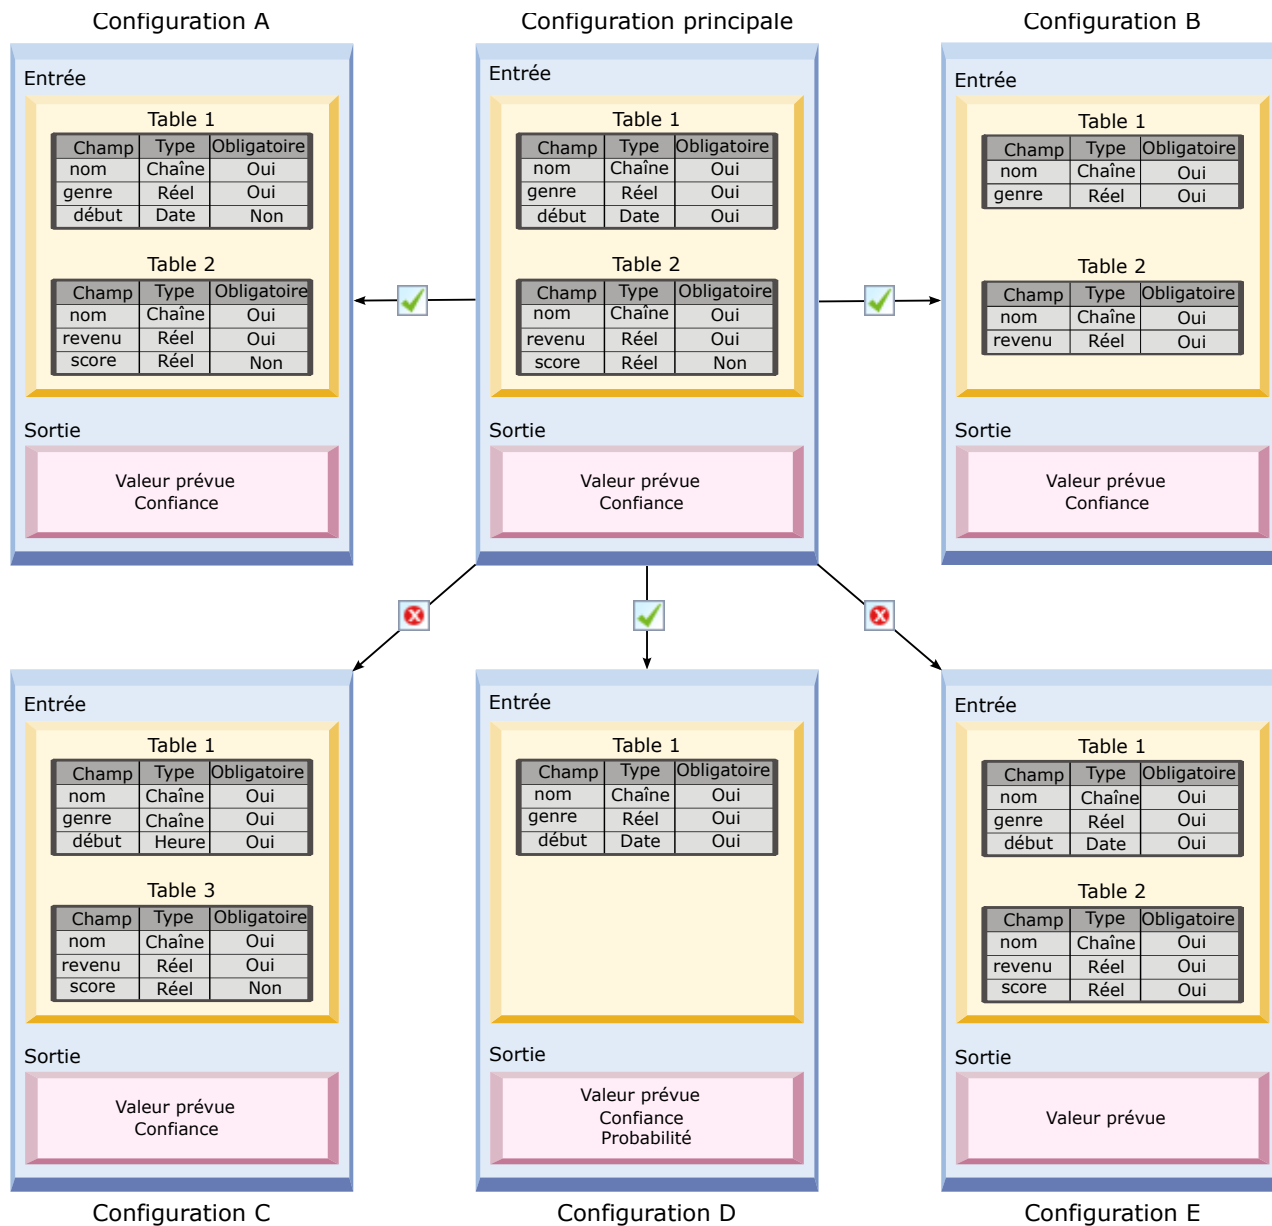 Configuration A
Configuration principale
Configuration B
Entrée
Table 1
Champ Type Obligatoire
nom Chaîne Oui
genre Réel Oui
début Date Non
Table 2
Champ Type Obligatoire
nom Chaîne Oui
revenu Réel Oui
score Réel Non
Sortie
Valeur prévue
Confiance
Entrée
Table 1
Champ Type Obligatoire
nom Chaîne Oui
genre Réel Oui
début Date Oui
Table 2
Champ Type Obligatoire
nom Chaîne Oui
revenu Réel Oui
score Réel Non
Sortie
Valeur prévue
Confiance
Entrée
Table 1
Champ Type Obligatoire
nom Chaîne Oui
genre Réel Oui
Table 2
Champ Type Obligatoire
nom Chaîne Oui
revenu Réel Oui
Sortie
Valeur prévue
Confiance
Entrée
Table 1
Champ Type Obligatoire
nom Chaîne Oui
genre Chaîne Oui
début Heure Oui
Table 3
Champ Type Obligatoire
nom Chaîne Oui
revenu Réel Oui
score Réel Non
Sortie
Valeur prévue
Confiance
Entrée
Table 1
Champ Type Obligatoire
nom Chaîne Oui
genre Réel Oui
début Date Oui
Sortie
Valeur prévue
Confiance
Probabilité
Entrée
Table 1
Champ Type Obligatoire
nom Chaîne Oui
genre Réel Oui
début Date Oui
Table 2
Champ Type Obligatoire
nom Chaîne Oui
revenu Réel Oui
score Réel Oui
Sortie
Valeur prévue
Configuration C
Configuration D
Configuration E